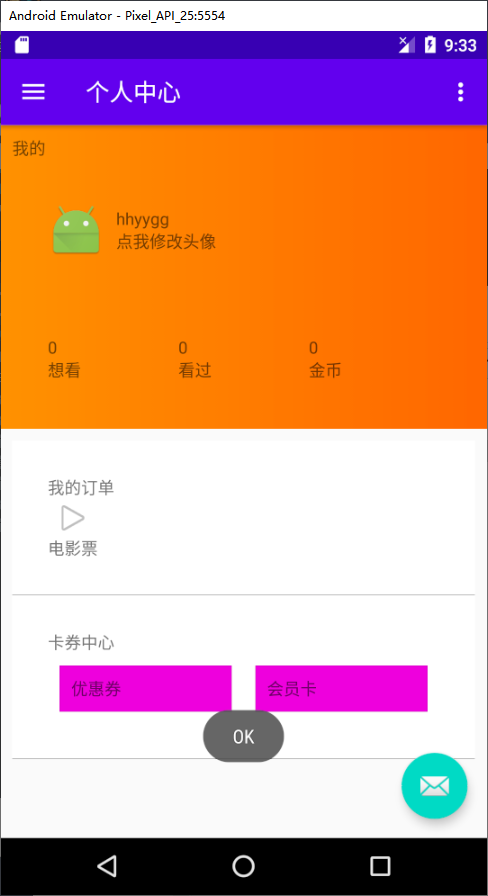 Android Emulator - Pixel_API_25:5554
9:33
个人中心
我的
hhyygg
点我修改头像
0 0 0
想看 看过 金币
我的订单
电影票
卡券中心
优惠券 会员卡
OK